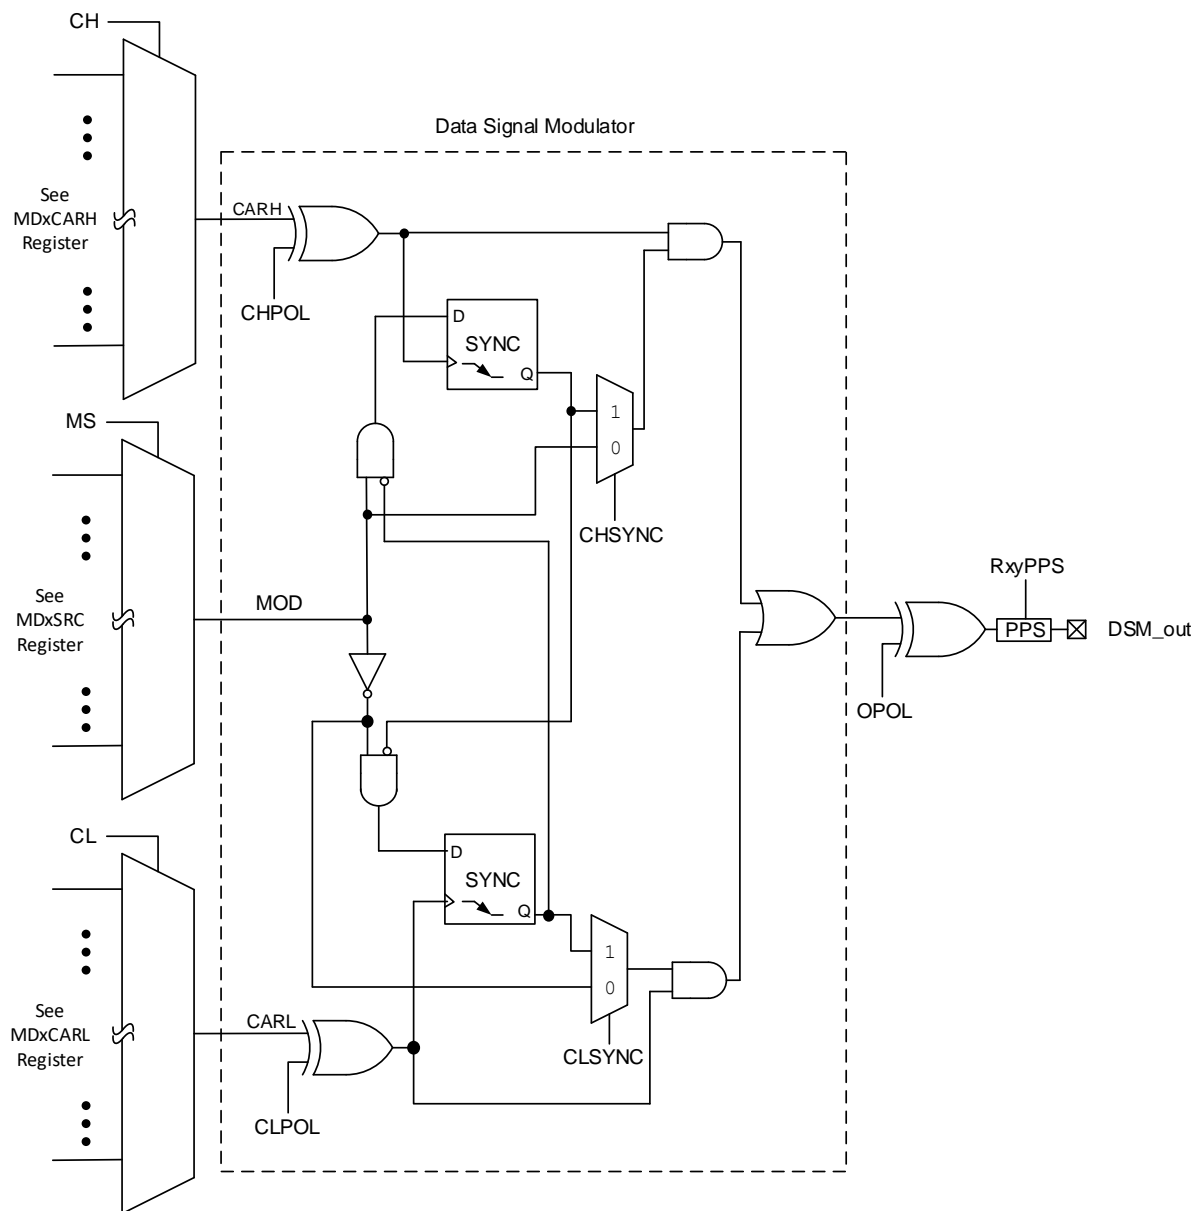 CH
Data Signal Modulator
See
MDxCARH
Register
CARH
CHPOL
D
SYNC
Q
1
0
MS
CHSYNC
See
MDxSRC
Register
MOD
RxyPPS
PPS
DSM_out
OPOL
CL
D
SYNC
Q
1
0
See
MDxCARL
Register
CARL
CLSYNC
CLPOL